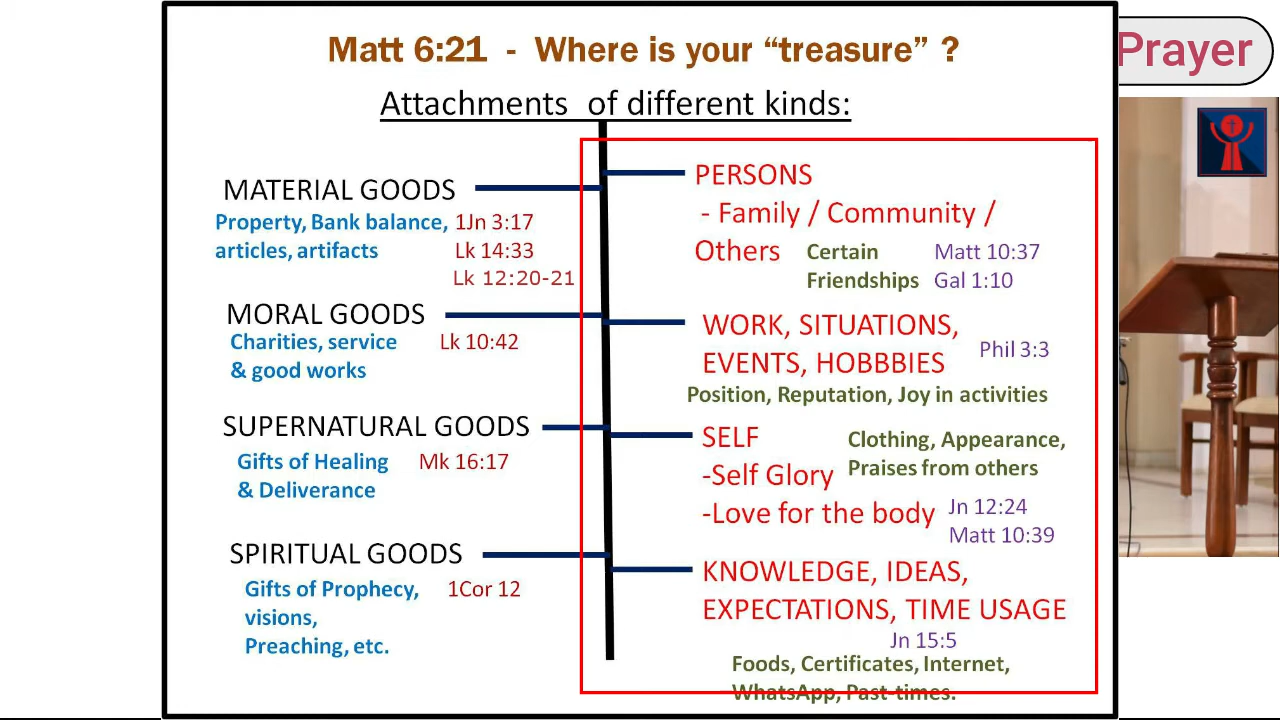 Matt 6:21 - Where is your “treasure” ?
Prayer
Attachments of different kinds:
MATERIAL GOODS
Property, Bank balance, 1Jn 3:17
articles, artifacts Lk 14:33
Lk 12:20-21
MORAL GOODS
Charities, service Lk 10:42
& good works
SUPERNATURAL GOODS
Gifts of Healing Mk 16:17
& Deliverance
SPIRITUAL GOODS
Gifts of Prophecy, 1Cor 12
visions,
Preaching, etc.
PERSONS
- Family / Community /
Others Certain Matt 10:37
Friendships Gal 1:10
WORK, SITUATIONS,
EVENTS, HOBBBIES Phil 3:3
Position, Reputation, Joy in activities
SELF Clothing, Appearance,
-Self Glory Praises from others
-Love for the body Jn 12:24
Matt 10:39
KNOWLEDGE, IDEAS,
EXPECTATIONS, TIME USAGE
Jn 15:5
Foods, Certificates, Internet,
WhatsApp, Past-times.